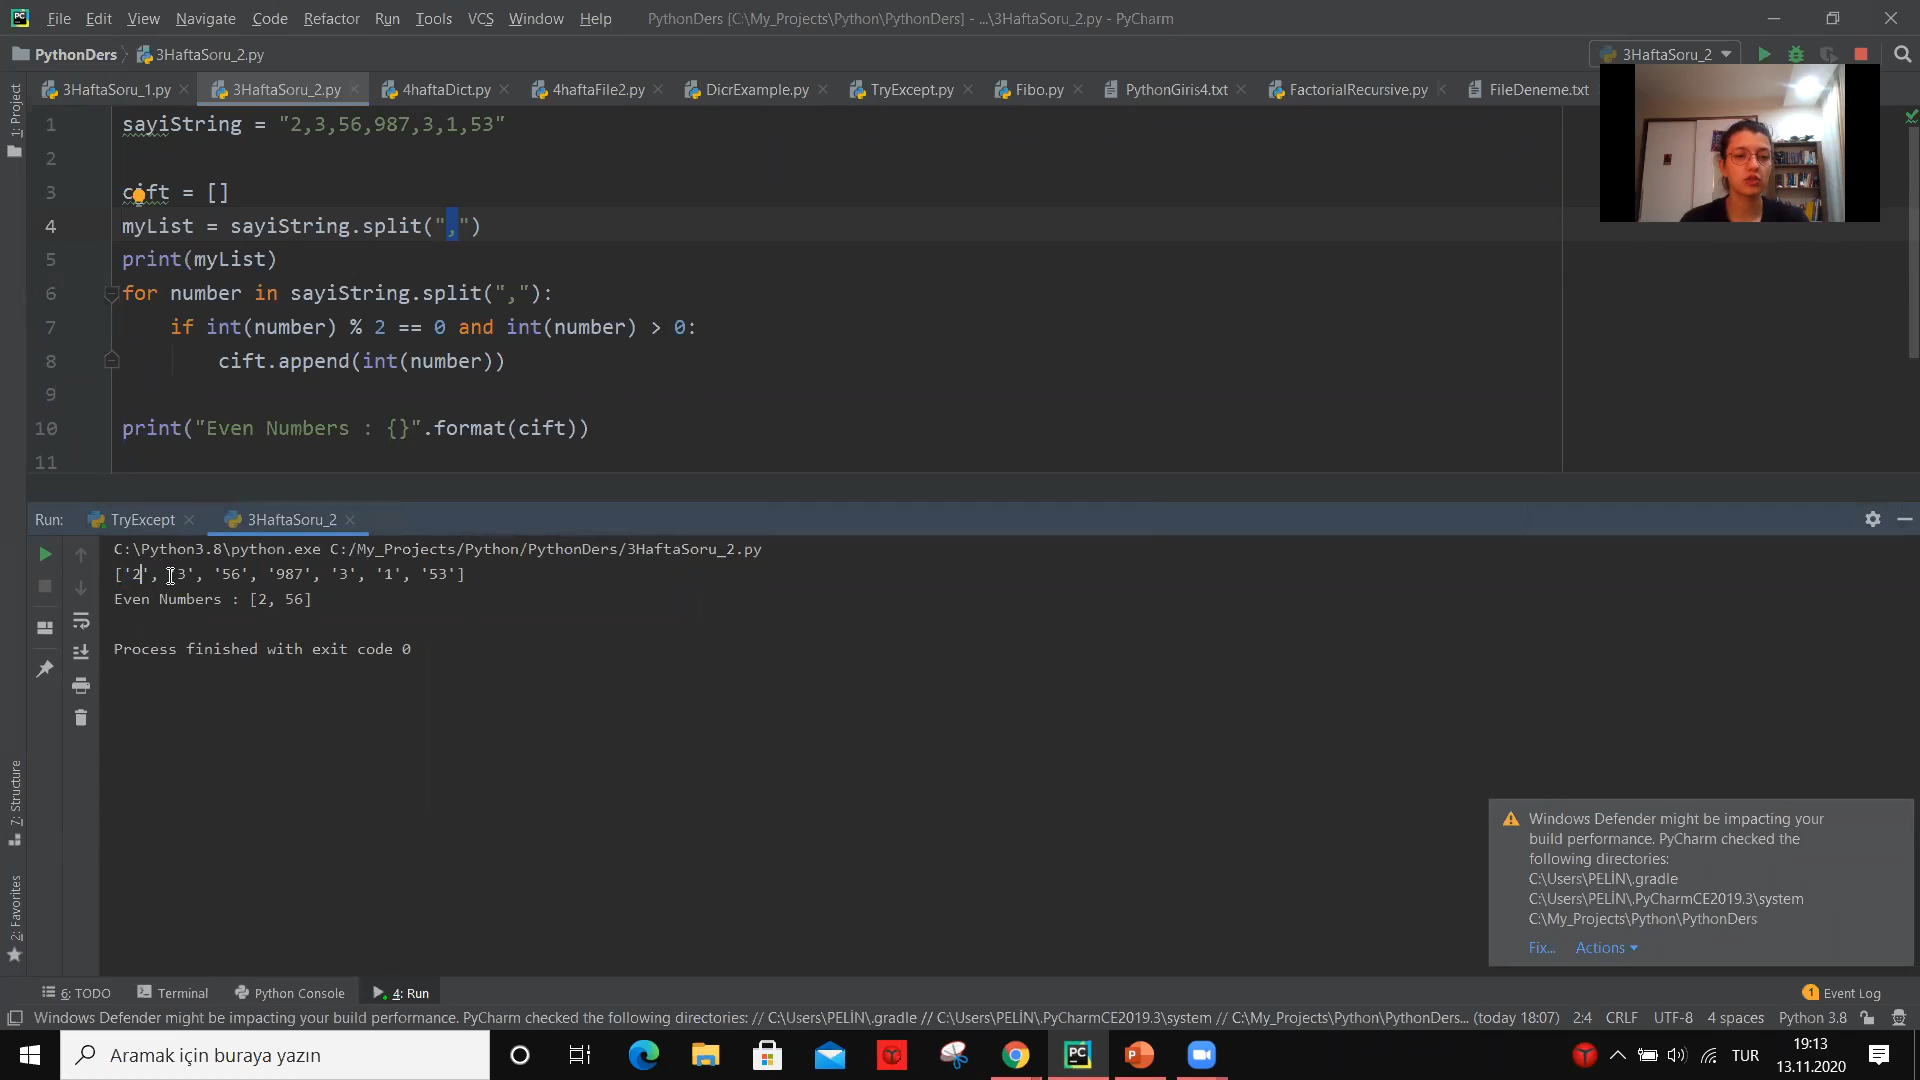 File Edit View Navigate Code Refactor Run Tools VCS Window Help PythonDers [C:\My_Projects\Python\PythonDers] - ...\3HaftaSoru_2.py - PyCharm
PythonDers 3HaftaSoru_2.py 3HaftaSoru_2
3HaftaSoru_1.py 3HaftaSoru_2.py 4haftaDict.py 4haftaFile2.py DicrExample.py TryExcept.py Fibo.py PythonGiris4.txt FactorialRecursive.py FileDeneme.txt
1: Project
1 sayiString = "2,3,56,987,3,1,53"
2
3 cift = []
4 myList = sayiString.split(",")
5 print(myList)
6 for number in sayiString.split(","):
7 if int(number) % 2 == 0 and int(number) > 0:
8 cift.append(int(number))
9
10 print("Even Numbers : {}".format(cift))
11
Run: TryExcept 3HaftaSoru_2
C:\Python3.8\python.exe C:/My_Projects/Python/PythonDers/3HaftaSoru_2.py
['2', '3', '56', '987', '3', '1', '53']
Even Numbers : [2, 56]
Process finished with exit code 0
7: Structure
2: Favorites
Windows Defender might be impacting your
build performance. PyCharm checked the
following directories:
C:\Users\PELİN\.gradle
C:\Users\PELİN\.PyCharmCE2019.3\system
C:\My_Projects\Python\PythonDers
Fix... Actions
6: TODO Terminal Python Console 4: Run 1 Event Log
Windows Defender might be impacting your build performance. PyCharm checked the following directories: // C:\Users\PELİN\.gradle // C:\Users\PELİN\.PyCharmCE2019.3\system // C:\My_Projects\Python\PythonDers... (today 18:07) 2:4 CRLF UTF-8 4 spaces Python 3.8
Aramak için buraya yazın TUR 19:13
13.11.2020